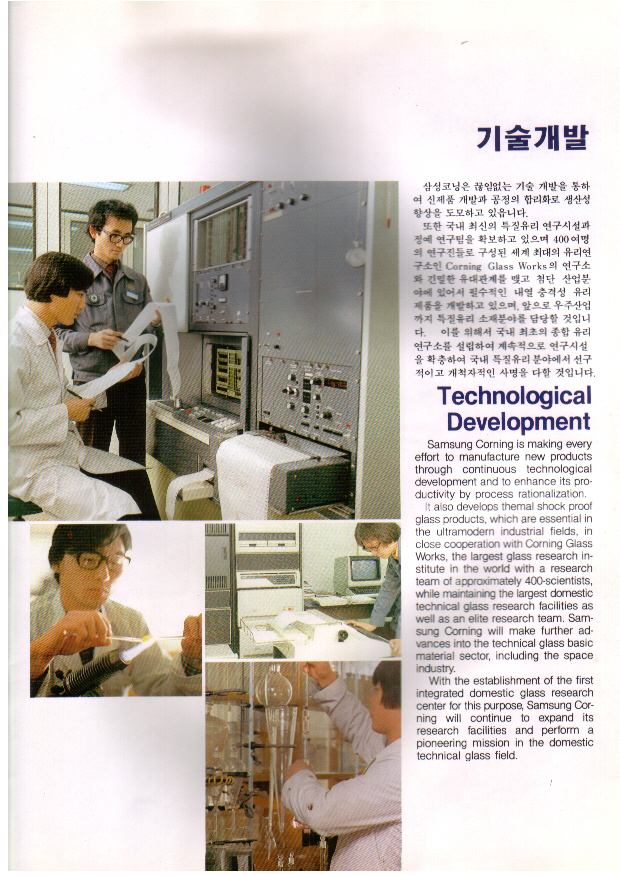 기술개발
삼성코닝은 끊임없는 기술 개발을 통하
여 신제품 개발과 공정의 합리화로 생산성
향상을 도모하고 있읍니다.
또한 국내 최신의 특질유리 연구시설과
정예 연구팀을 확보하고 있으며 400여명
의 연구진들로 구성된 세계 최대의 유리연
구소인 Corning Glass Works의 연구소
와 긴밀한 유대관계를 맺고 첨단 산업분
야에 있어서 필수적인 내열 충격성 유리
제품을 개발하고 있으며, 앞으로 우주산업
까지 특질유리 소재분야를 담당할 것입니
다. 이를 위해서 국내 최초의 종합 유리
연구소를 설립하여 계속적으로 연구시설
을 확충하여 국내 특질유리 분야에서 선구
적이고 개척자적인 사명을 다할 것입니다.
Technological
Development
Samsung Corning is making every
effort to manufacture new products
through continuous technological
development and to enhance its pro-
ductivity by process rationalization.
It also develops themal shock proof
glass products, which are essential in
the ultramodern industrial fields, in
close cooperation with Corning Glass
Works, the largest glass research in-
stitute in the world with a research
team of approximately 400-scientists,
while maintaining the largest domestic
technical glass research facilities as
well as an elite research team. Sam-
sung Corning will make further ad-
vances into the technical glass basic
material sector, including the space
industry.
With the establishment of the first
integrated domestic glass research
center for this purpose, Samsung Cor-
ning will continue to expand its
research facilities and perform a
pioneering mission in the domestic
technical glass field.